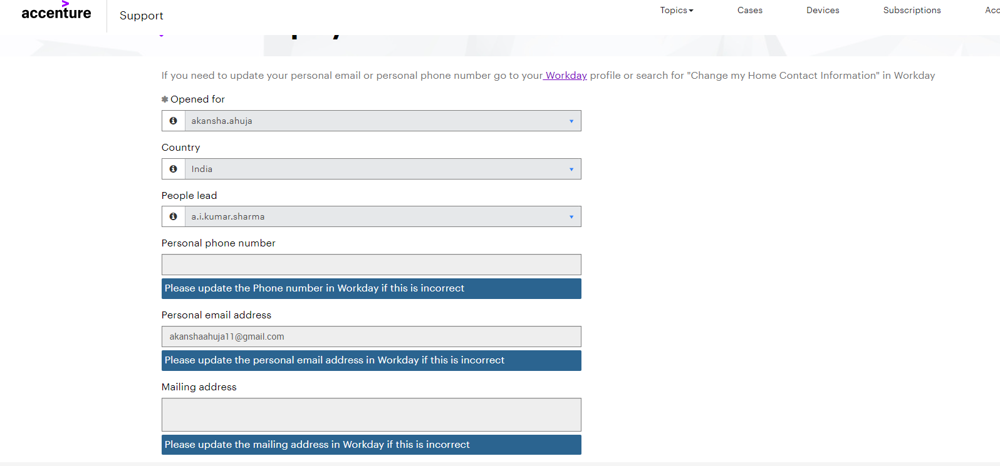 accenture
Support
Topics
Cases
Devices
Subscriptions
If you need to update your personal email or personal phone number go to your Workday profile or search for "Change my Home Contact Information" in Workday
✱ Opened for
akansha.ahuja
Country
India
People lead
a.i.kumar.sharma
Personal phone number
Please update the Phone number in Workday if this is incorrect
Personal email address
akanshaahuja11@gmail.com
Please update the personal email address in Workday if this is incorrect
Mailing address
Please update the mailing address in Workday if this is incorrect